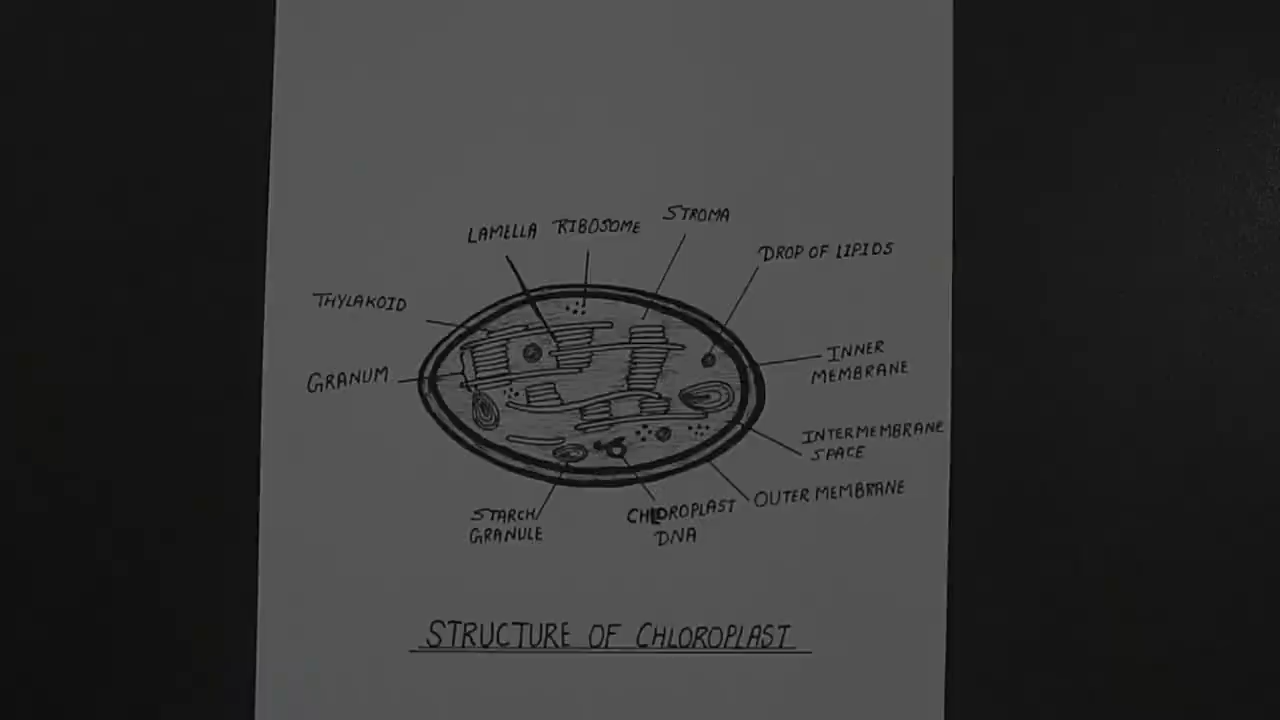 LAMELLA RIBOSOME STROMA
DROP OF LIPIDS
THYLAKOID
GRANUM
INNER
MEMBRANE
INTERMEMBRANE
SPACE
OUTER MEMBRANE
STARCH
GRANULE
CHLOROPLAST
DNA
STRUCTURE OF CHLOROPLAST